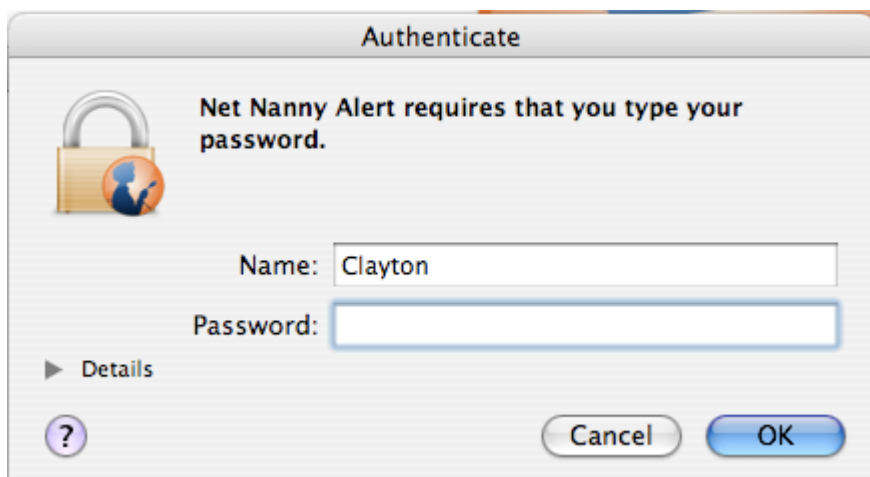 Authenticate
Net Nanny Alert requires that you type your
password.
Name: Clayton
Password:
Details
?
Cancel
OK